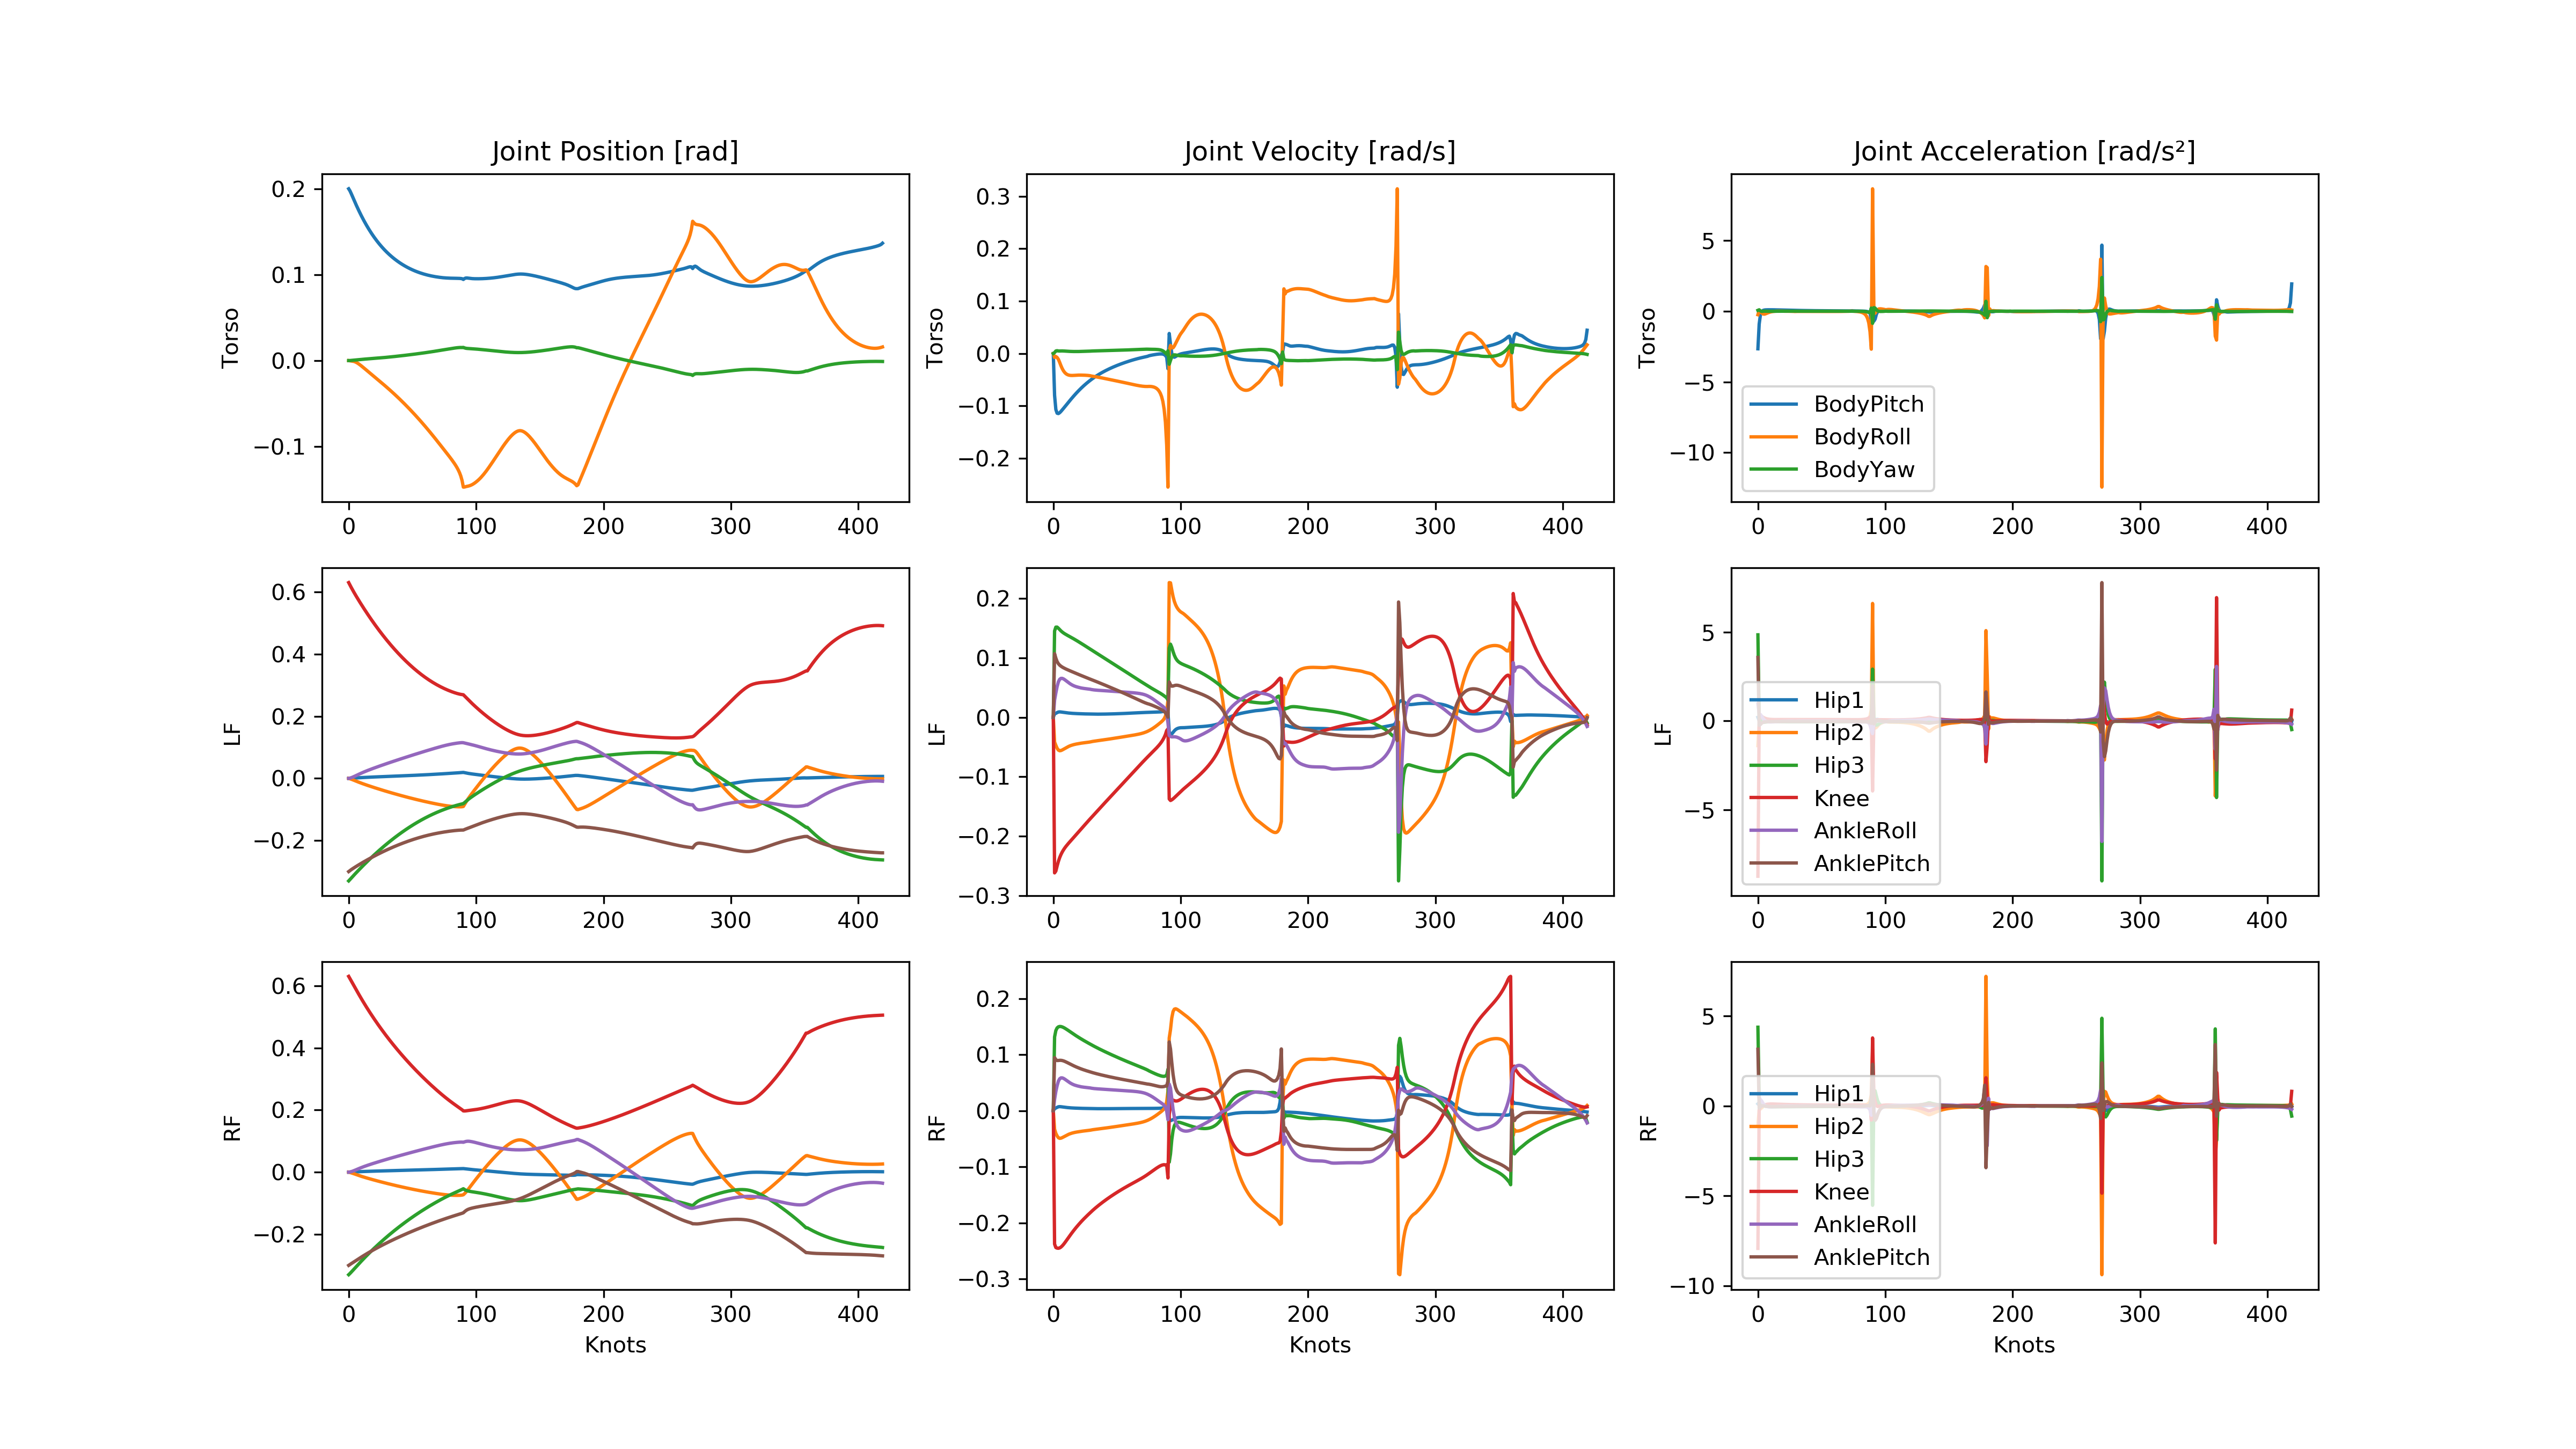 Joint Position [rad]
Joint Velocity [rad/s]
Joint Acceleration [rad/s²]
Torso
0.2
0.1
0.0
−0.1
0 100 200 300 400
Torso
0.3
0.2
0.1
0.0
−0.1
−0.2
0 100 200 300 400
Torso
5
0
−5
−10
BodyPitch
BodyRoll
BodyYaw
0 100 200 300 400
LF
0.6
0.4
0.2
0.0
−0.2
0 100 200 300 400
LF
0.2
0.1
0.0
−0.1
−0.2
−0.3
0 100 200 300 400
LF
5
0
−5
Hip1
Hip2
Hip3
Knee
AnkleRoll
AnklePitch
0 100 200 300 400
RF
0.6
0.4
0.2
0.0
−0.2
0 100 200 300 400
Knots
RF
0.2
0.1
0.0
−0.1
−0.2
−0.3
0 100 200 300 400
Knots
RF
5
0
−5
−10
Hip1
Hip2
Hip3
Knee
AnkleRoll
AnklePitch
0 100 200 300 400
Knots